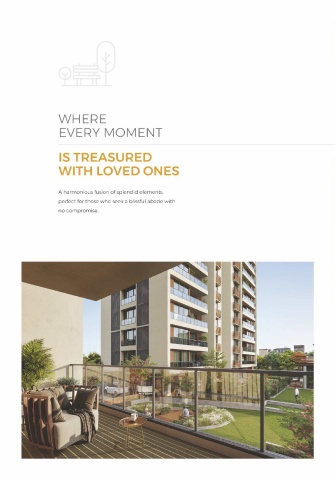 WHERE
EVERY MOMENT
IS TREASURED
WITH LOVED ONES
A harmonious fusion of splendid elements,
perfect for those who seek a blissful abode with
no compromise.